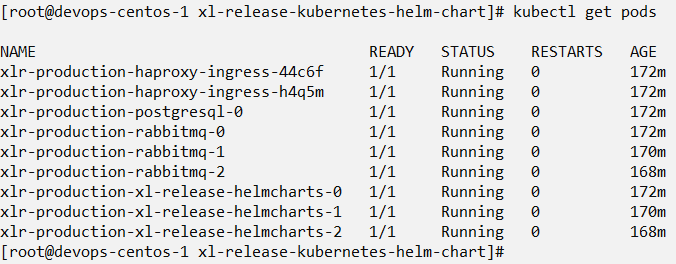 [root@devops-centos-1 xl-release-kubernetes-helm-chart]# kubectl get pods
NAME READY STATUS RESTARTS AGE
xlr-production-haproxy-ingress-44c6f 1/1 Running 0 172m
xlr-production-haproxy-ingress-h4q5m 1/1 Running 0 172m
xlr-production-postgresql-0 1/1 Running 0 172m
xlr-production-rabbitmq-0 1/1 Running 0 172m
xlr-production-rabbitmq-1 1/1 Running 0 170m
xlr-production-rabbitmq-2 1/1 Running 0 168m
xlr-production-xl-release-helmcharts-0 1/1 Running 0 172m
xlr-production-xl-release-helmcharts-1 1/1 Running 0 170m
xlr-production-xl-release-helmcharts-2 1/1 Running 0 168m
[root@devops-centos-1 xl-release-kubernetes-helm-chart]#